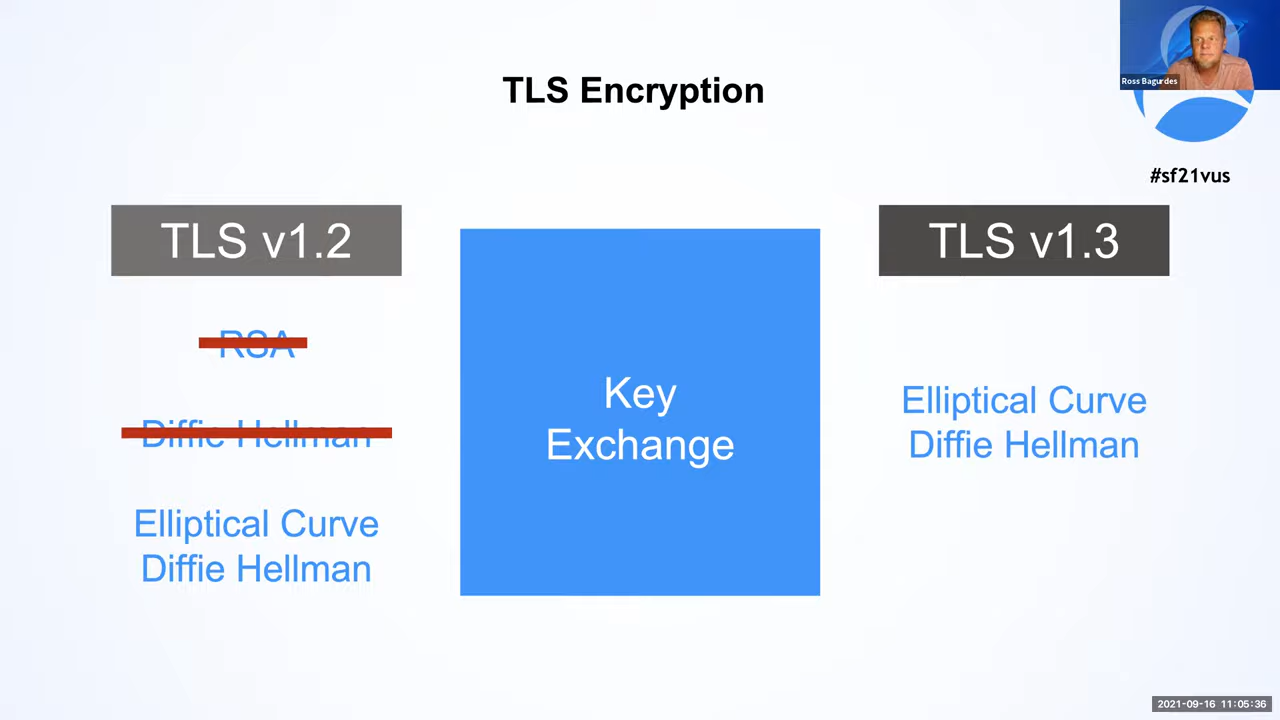 Ross Bagurdes
TLS Encryption
#sf21vus
TLS v1.2
TLS v1.3
RSA
Diffie Hellman
Elliptical Curve
Diffie Hellman
Key
Exchange
Elliptical Curve
Diffie Hellman
2021-09-16 11:05:36